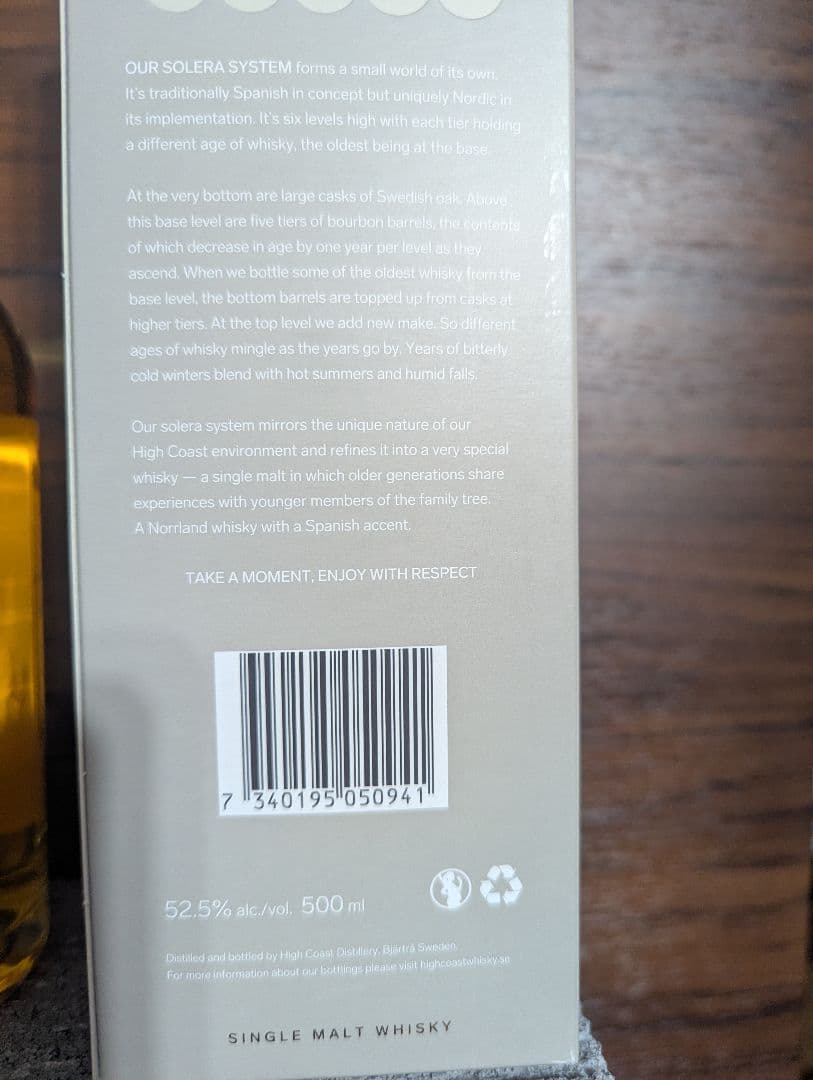 OUR SOLERA SYSTEM forms a small world of its own.
It's traditionally Spanish in concept but uniquely Nordic in
its implementation. It's six levels high with each tier holding
a different age of whisky, the oldest being at the base.
At the very bottom are large casks of Swedish oak. Above
this base level are five tiers of bourbon barrels, the contents
of which decrease in age by one year per level as they
ascend. When we bottle some of the oldest whisky from the
base level, the bottom barrels are topped up from casks at
higher tiers. At the top level we add new make. So different
ages of whisky mingle as the years go by. Years of bitterly
cold winters blend with hot summers and humid falls.
Our solera system mirrors the unique nature of our
High Coast environment and refines it into a very special
whisky — a single malt in which older generations share
experiences with younger members of the family tree.
A Norrland whisky with a Spanish accent.
TAKE A MOMENT, ENJOY WITH RESPECT
7 340195 050941
52.5% alc./vol. 500 ml
Distilled and bottled by High Coast Distillery, Bjärtrå Sweden.
For more information about our bottlings please visit highcoastwhisky.se
SINGLE MALT WHISKY